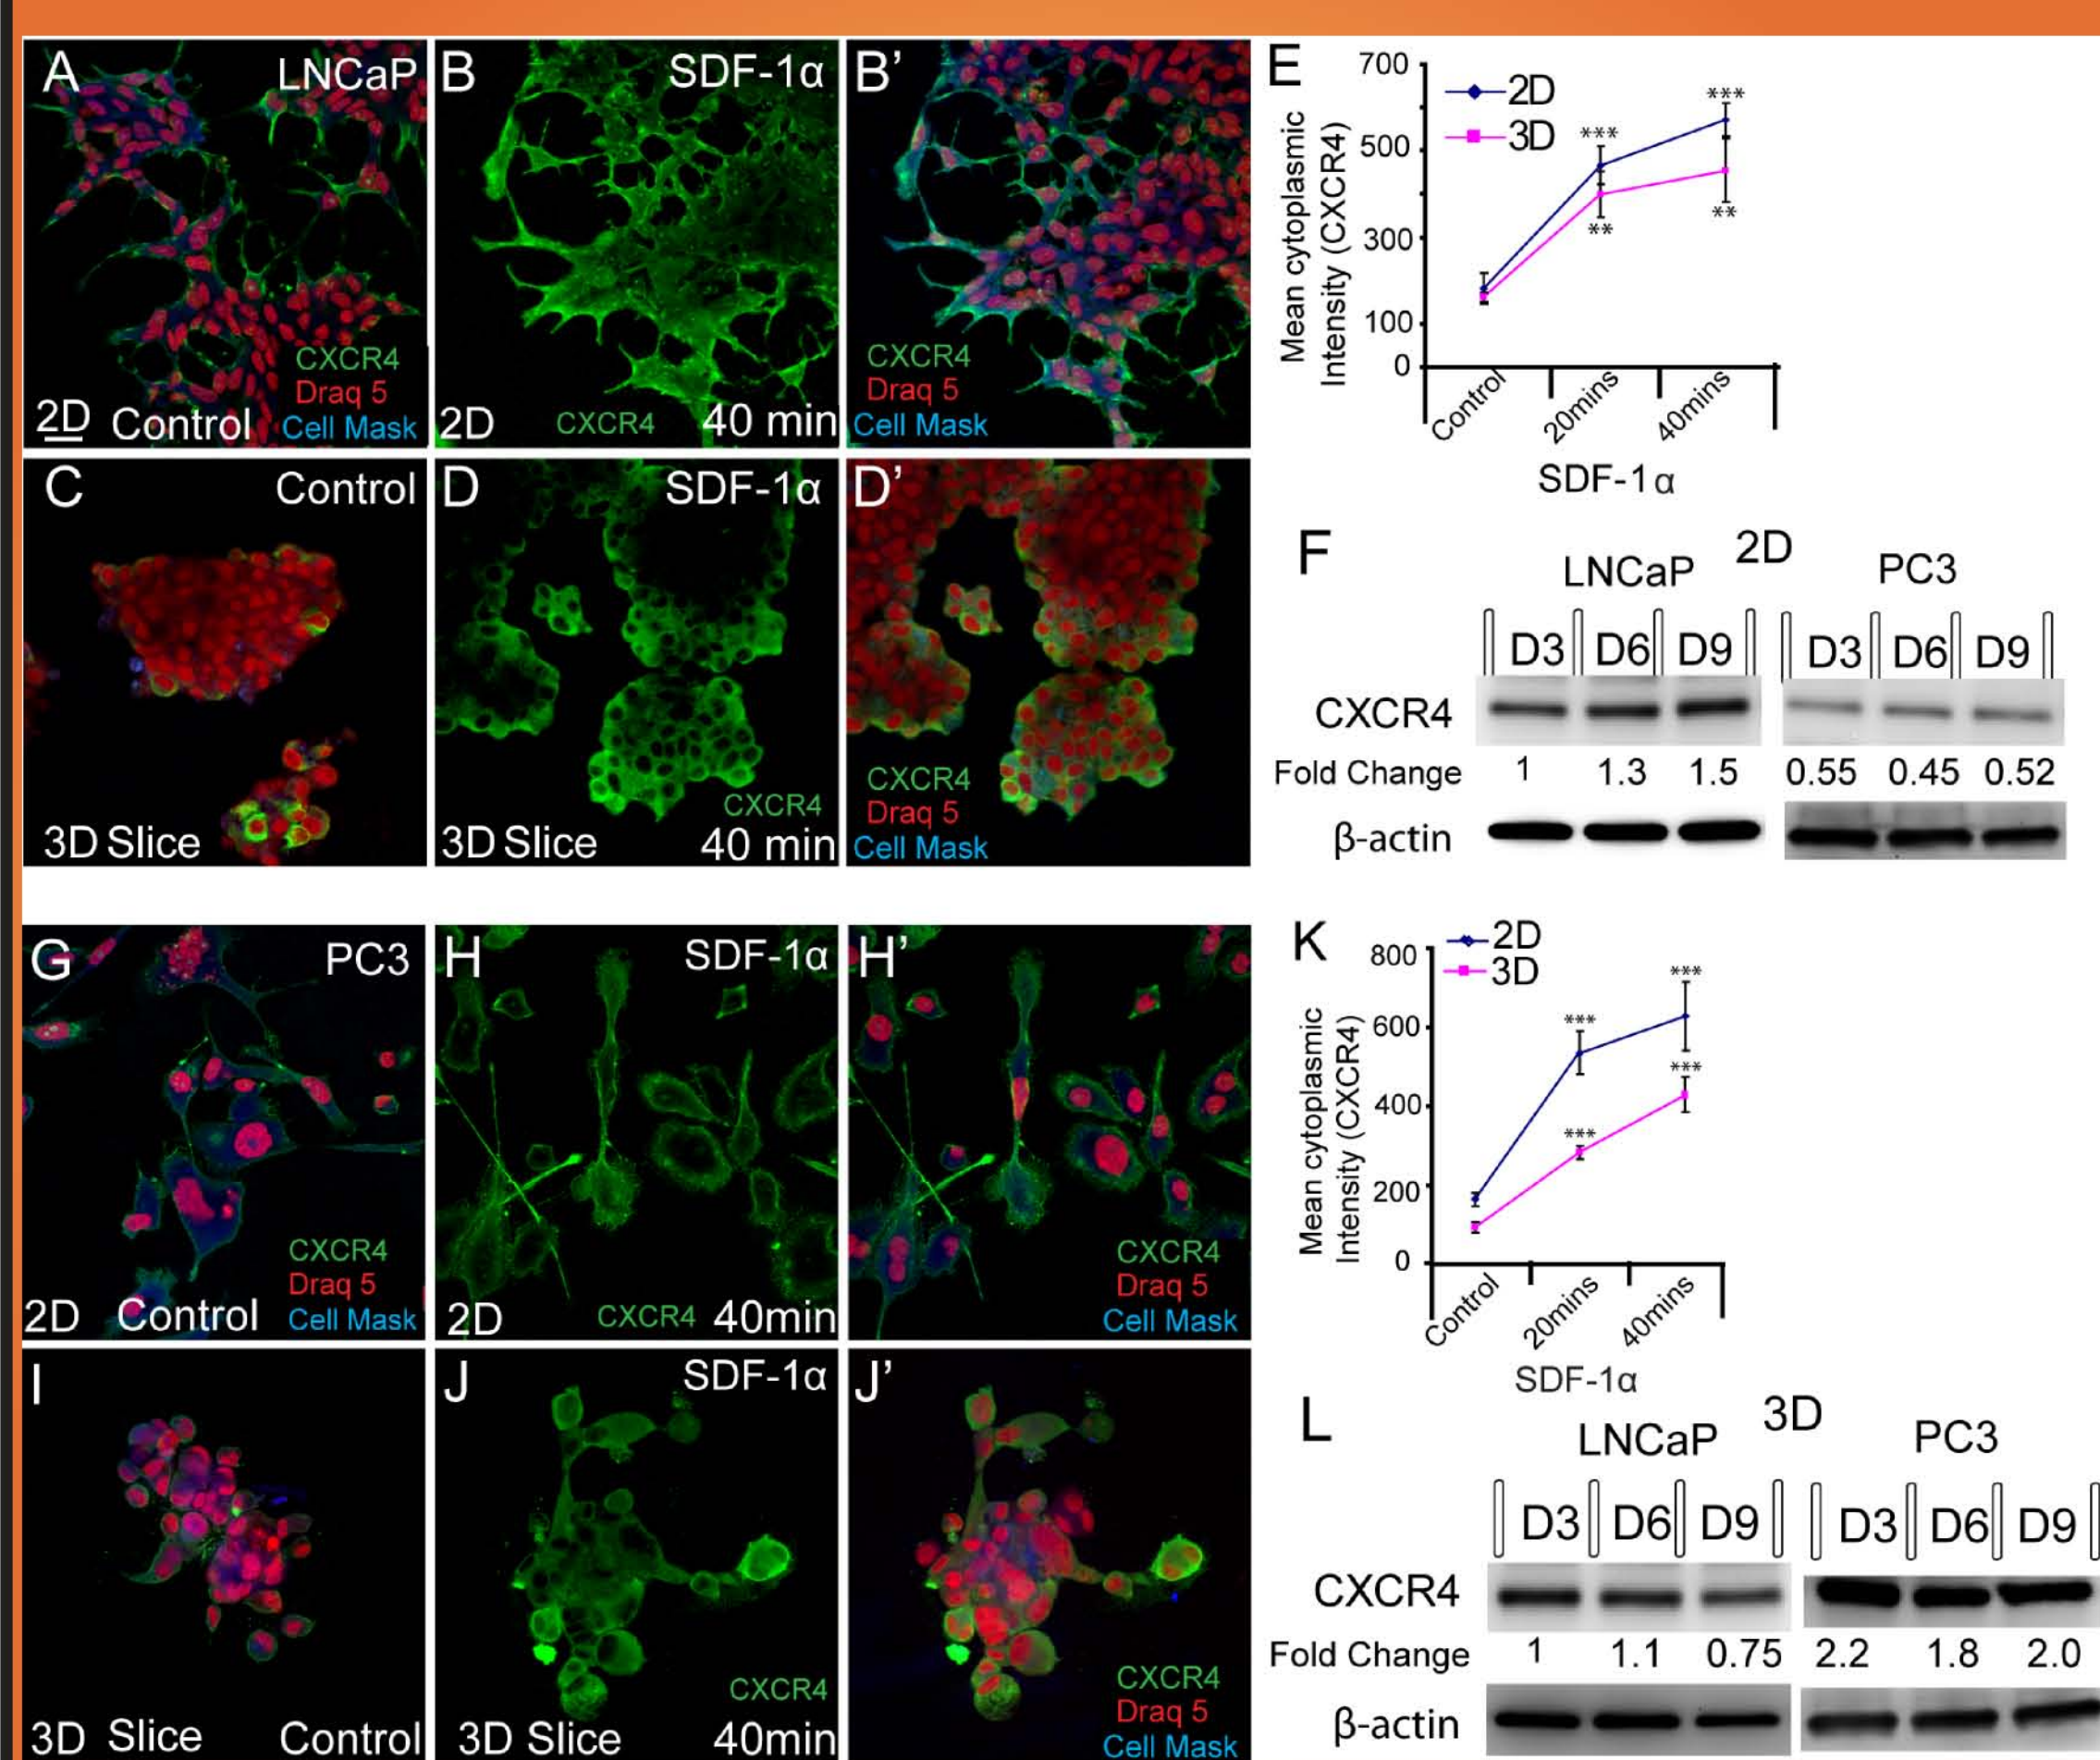 A LNCaP
CXCR4
Draq 5
2D Control Cell Mask
B SDF-1α
2D CXCR4 40 min
B’
CXCR4
Draq 5
Cell Mask
C Control
3D Slice
D SDF-1α
CXCR4
3D Slice 40 min
D’
CXCR4
Draq 5
Cell Mask
E
2D
3D
Mean cytoplasmic
Intensity (CXCR4)
700
500
300
100
0
*** ***
** **
Control 20mins 40mins
SDF-1α
F 2D
LNCaP PC3
D3 D6 D9 D3 D6 D9
CXCR4
Fold Change 1 1.3 1.5 0.55 0.45 0.52
β-actin
G PC3
CXCR4
Draq 5
2D Control Cell Mask
H SDF-1α
2D CXCR4 40min
H’
CXCR4
Draq 5
Cell Mask
I
3D Slice Control
J SDF-1α
CXCR4
3D Slice 40min
J’
CXCR4
Draq 5
Cell Mask
K
2D
3D
Mean cytoplasmic
Intensity (CXCR4)
800
600
400
200
0
*** ***
*** ***
Control 20mins 40mins
SDF-1α
L 3D
LNCaP PC3
D3 D6 D9 D3 D6 D9
CXCR4
Fold Change 1 1.1 0.75 2.2 1.8 2.0
β-actin